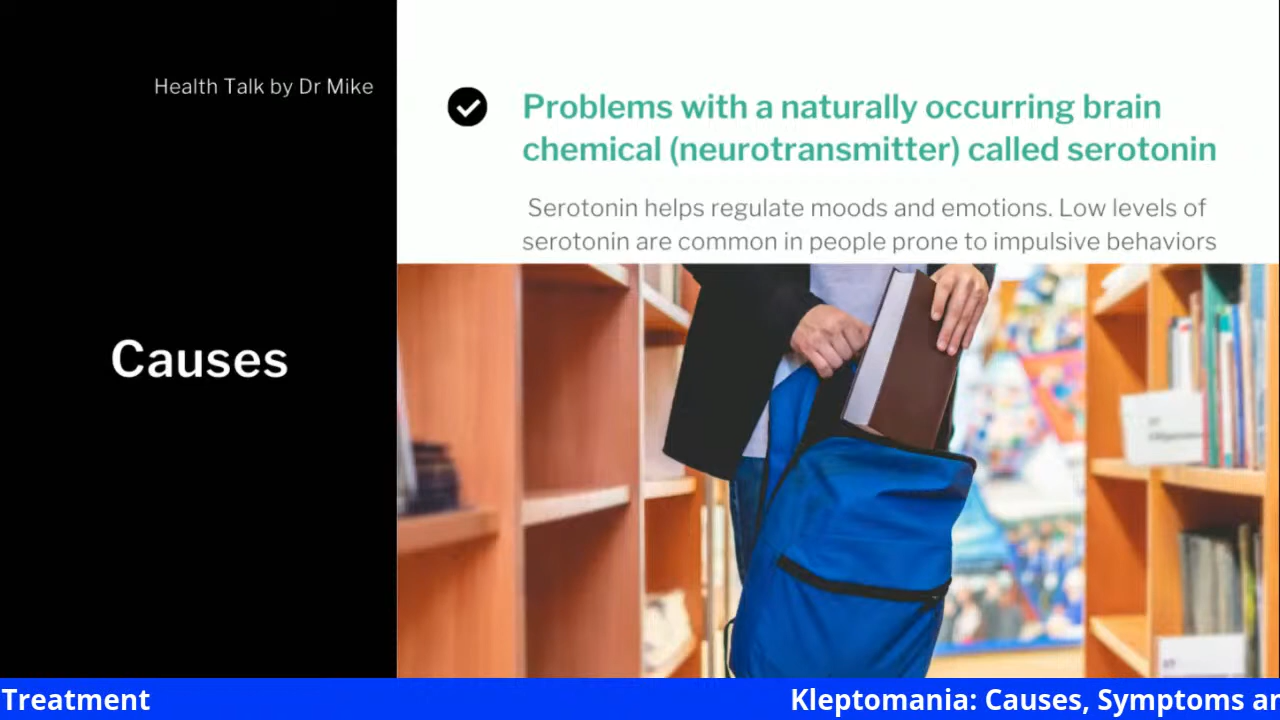 Health Talk by Dr Mike
Causes
Problems with a naturally occurring brain
chemical (neurotransmitter) called serotonin
Serotonin helps regulate moods and emotions. Low levels of
serotonin are common in people prone to impulsive behaviors
Treatment
Kleptomania: Causes, Symptoms ar